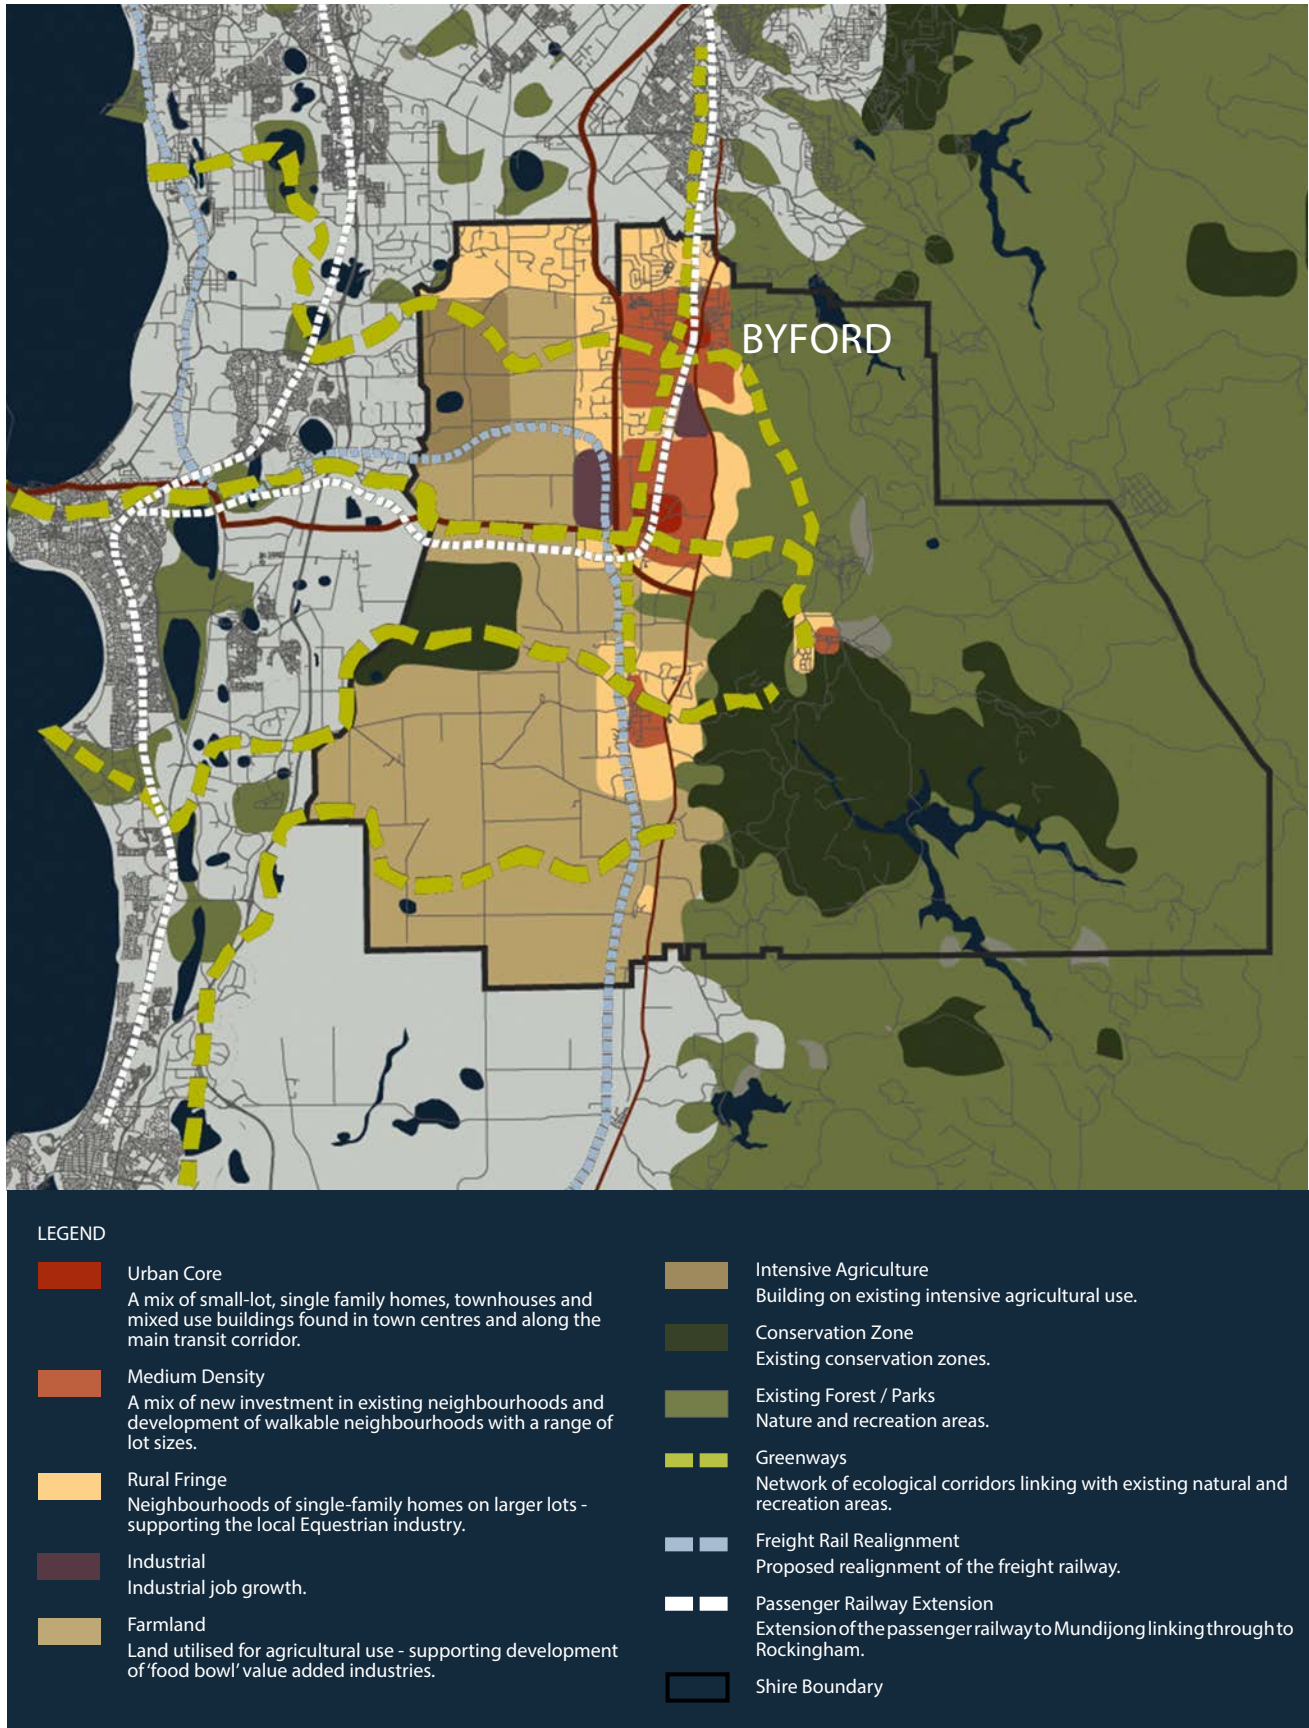 BYFORD
LEGEND
Urban Core
A mix of small-lot, single family homes, townhouses and
mixed use buildings found in town centres and along the
main transit corridor.
Medium Density
A mix of new investment in existing neighbourhoods and
development of walkable neighbourhoods with a range of
lot sizes.
Rural Fringe
Neighbourhoods of single-family homes on larger lots -
supporting the local Equestrian industry.
Industrial
Industrial job growth.
Farmland
Land utilised for agricultural use - supporting development
of ‘food bowl’ value added industries.
Intensive Agriculture
Building on existing intensive agricultural use.
Conservation Zone
Existing conservation zones.
Existing Forest / Parks
Nature and recreation areas.
Greenways
Network of ecological corridors linking with existing natural and
recreation areas.
Freight Rail Realignment
Proposed realignment of the freight railway.
Passenger Railway Extension
Extension of the passenger railway to Mundijong linking through to
Rockingham.
Shire Boundary